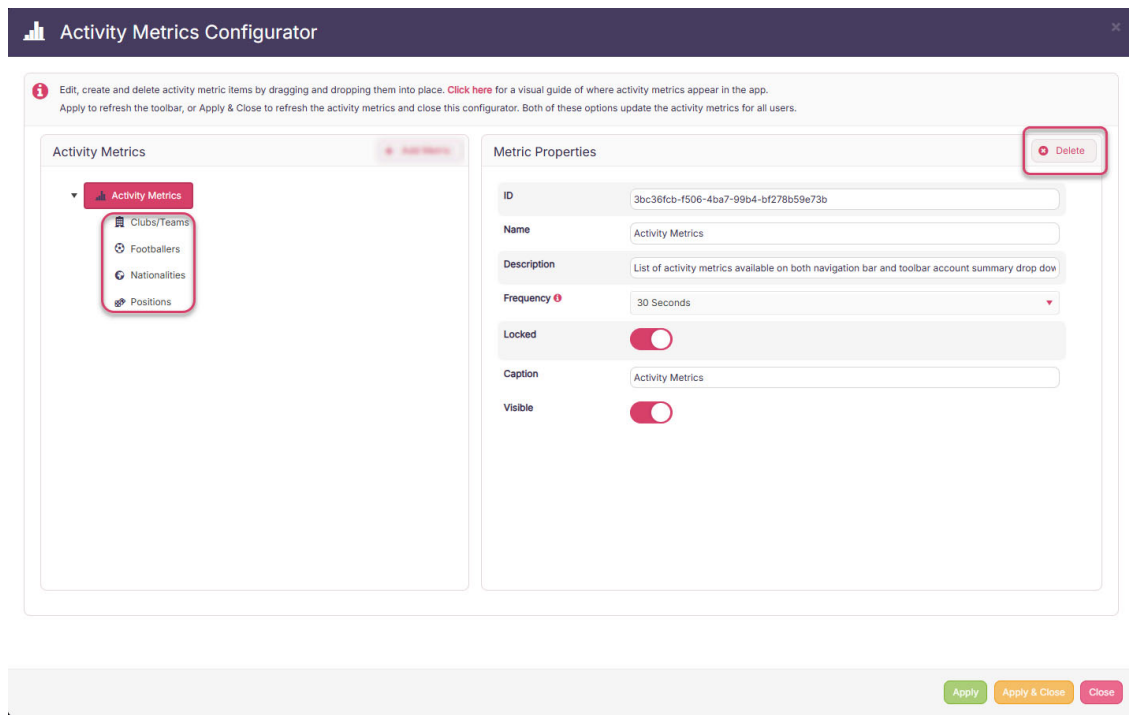 Activity Metrics Configurator
Edit, create and delete activity metric items by dragging and dropping them into place. Click here for a visual guide of where activity metrics appear in the app.
Apply to refresh the toolbar, or Apply & Close to refresh the activity metrics and close this configurator. Both of these options update the activity metrics for all users.
Activity Metrics
Add Metric
Activity Metrics
Clubs/Teams
Footballers
Nationalities
Positions
Metric Properties
Delete
ID
3bc36fcb-f506-4ba7-99b4-bf278b59e73b
Name
Activity Metrics
Description
List of activity metrics available on both navigation bar and toolbar account summary drop dow
Frequency
30 Seconds
Locked
Caption
Activity Metrics
Visible
Apply
Apply & Close
Close